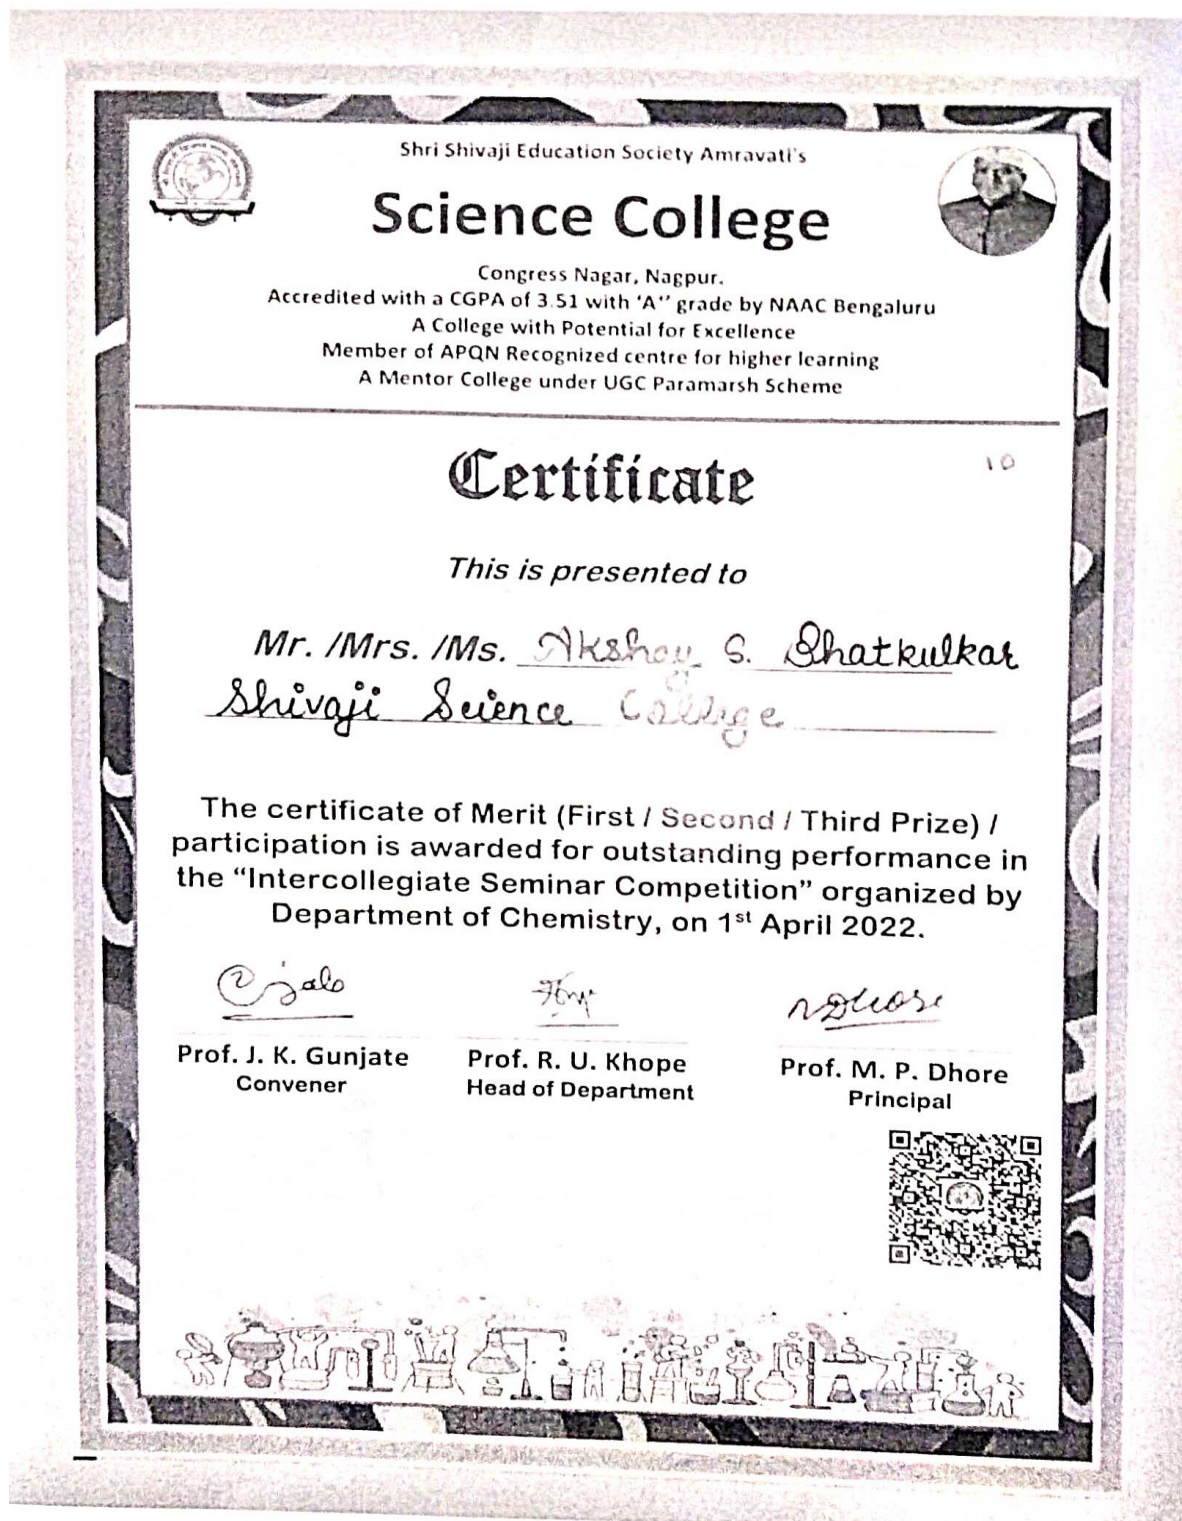 Shri Shivaji Education Society Amravati's
Science College
Congress Nagar, Nagpur.
Accredited with a CGPA of 3.51 with 'A+' grade by NAAC Bengaluru
A College with Potential for Excellence
Member of APQN Recognized centre for higher learning
A Mentor College under UGC Paramarsh Scheme
Certificate
10
This is presented to
Mr. /Mrs. /Ms. Akshay S. Bhatkulkar
Shivaji Science College
The certificate of Merit (First / Second / Third Prize) /
participation is awarded for outstanding performance in
the “Intercollegiate Seminar Competition” organized by
Department of Chemistry, on 1st April 2022.
Prof. J. K. Gunjate
Convener
Prof. R. U. Khope
Head of Department
Prof. M. P. Dhore
Principal